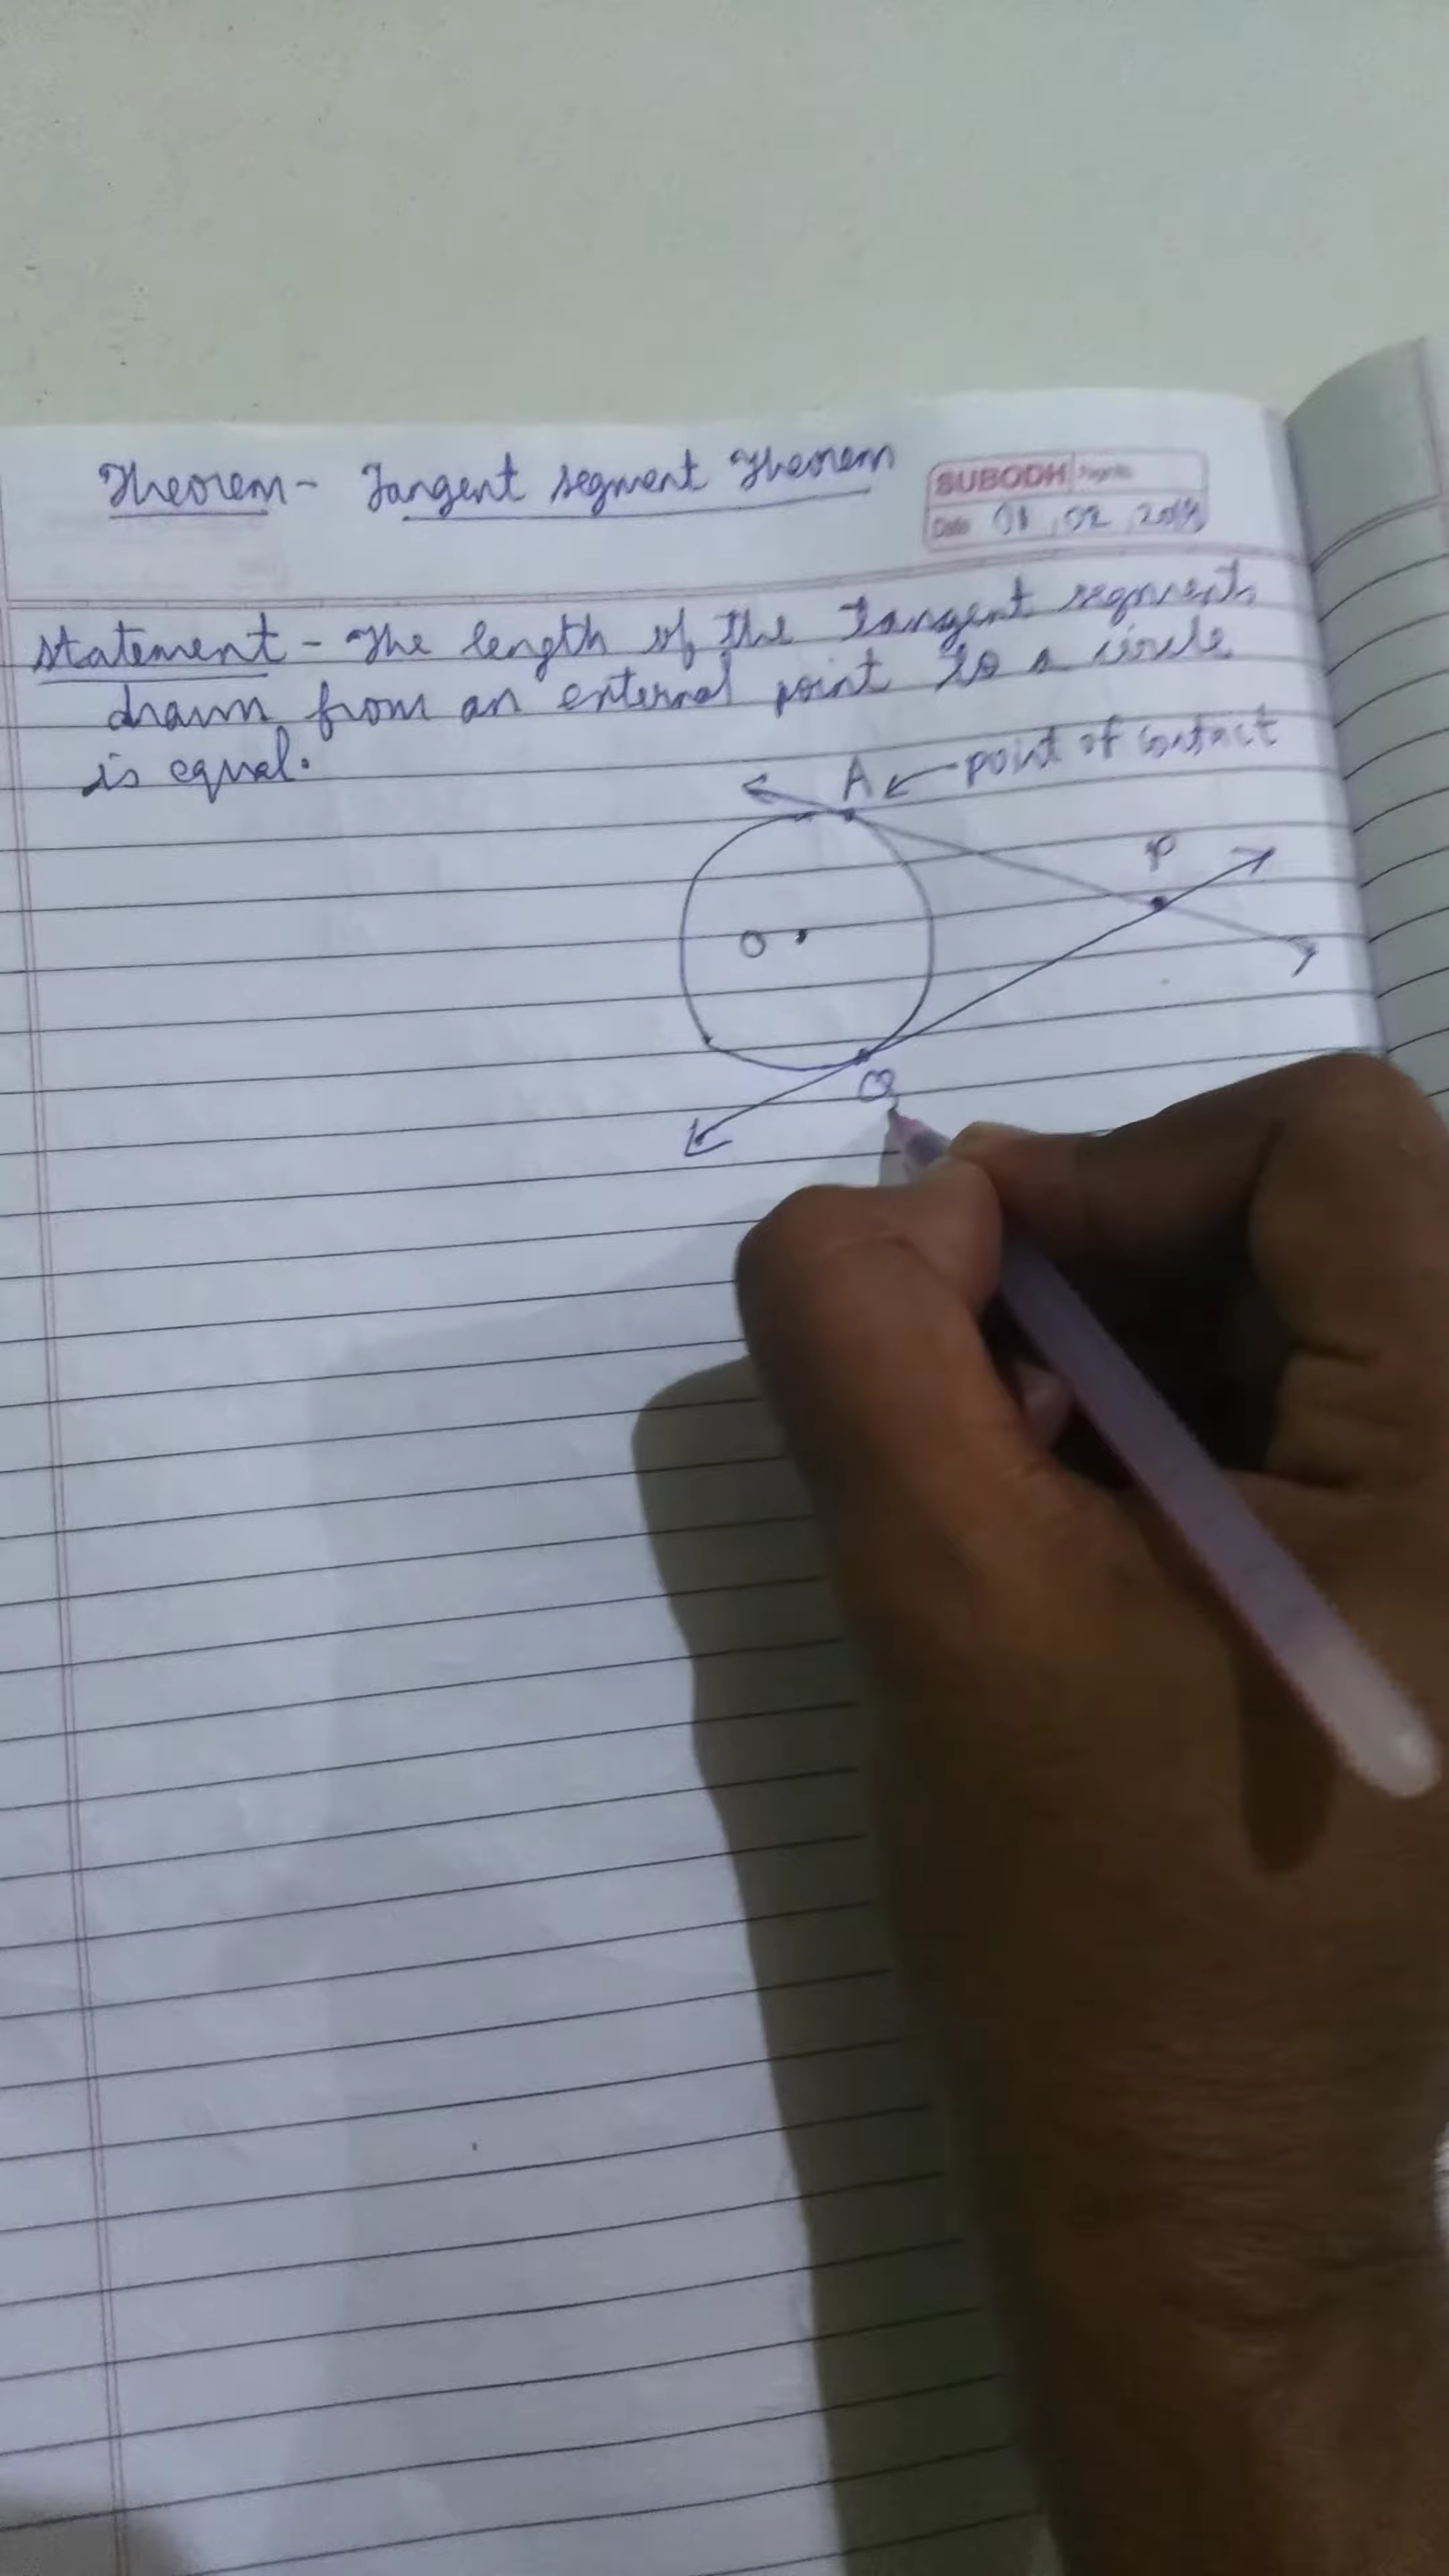 Theorem - Tangent segment Theorem
SUBODH
Date 01, 02
Statement - The length of the tangent segments
drawn from an external point to a circle
is equal.
A ← point of contact
P
O
Q